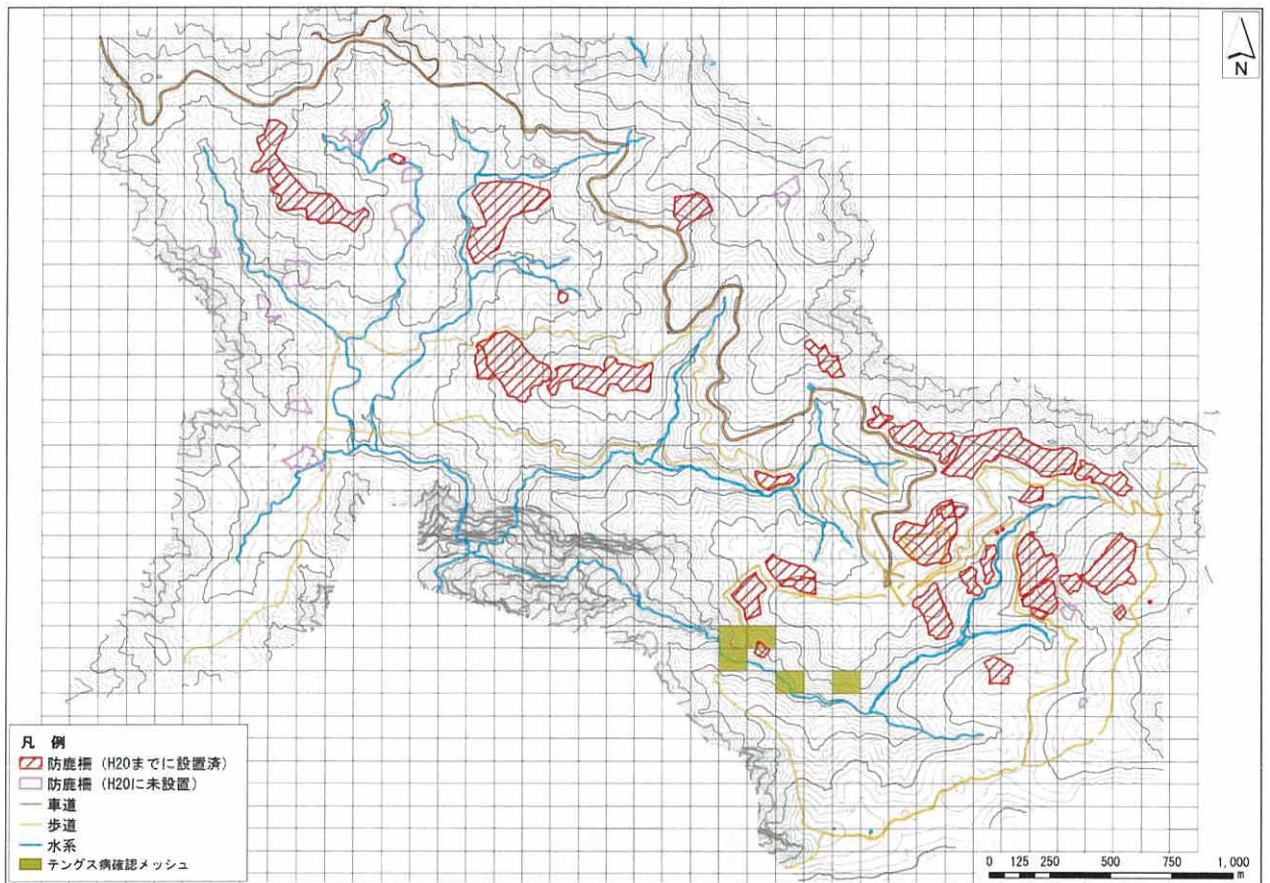 N
凡 例
防鹿柵（H20までに設置済）
防鹿柵（H20に未設置）
車道
歩道
水系
テングス病確認メッシュ
0 125 250 500 750 1,000
m